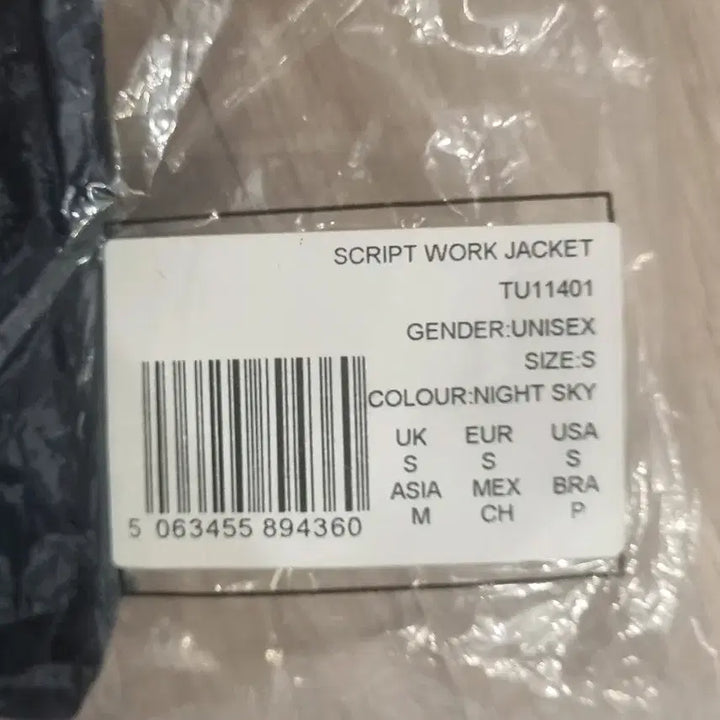 SCRIPT WORK JACKET
TU11401
GENDER:UNISEX
SIZE:S
COLOUR:NIGHT SKY
UK EUR USA
S S S
ASIA MEX BRA
M CH P
5 063455 894360